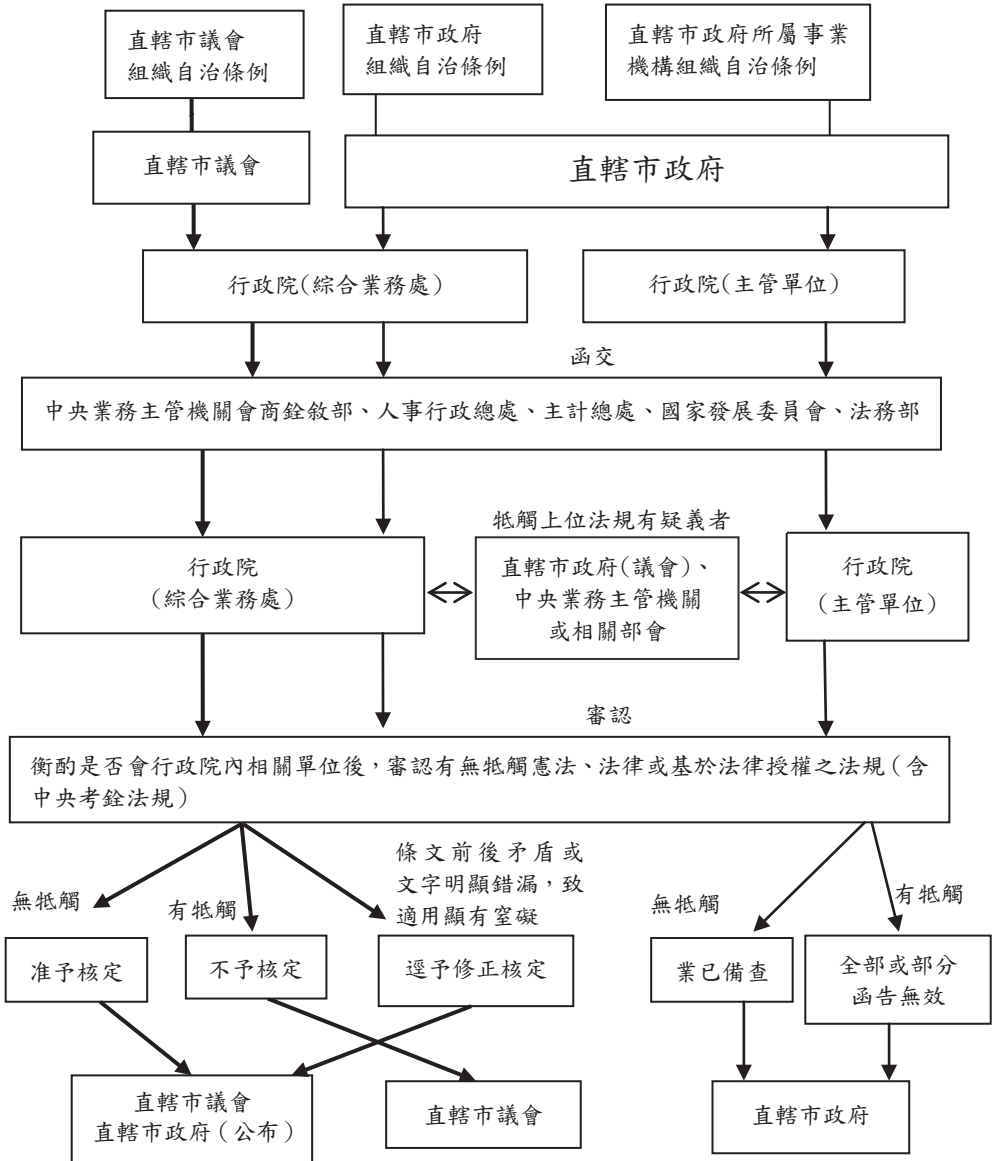 直轄市議會
組織自治條例
直轄市政府
組織自治條例
直轄市政府所屬事業
機構組織自治條例
直轄市議會
直轄市政府
行政院(綜合業務處)
行政院(主管單位)
函交
中央業務主管機關會商銓敘部、人事行政總處、主計總處、國家發展委員會、法務部
牴觸上位法規有疑義者
行政院
(綜合業務處)
直轄市政府(議會)、
中央業務主管機關
或相關部會
行政院
(主管單位)
審認
衡酌是否會行政院內相關單位後,審認有無牴觸憲法、法律或基於法律授權之法規(含
中央考銓法規)
無牴觸
有牴觸
條文前後矛盾或
文字明顯錯漏,致
適用顯有窒礙
無牴觸
有牴觸
准予核定
不予核定
逕予修正核定
業已備查
全部或部分
函告無效
直轄市議會
直轄市政府(公布)
直轄市議會
直轄市政府